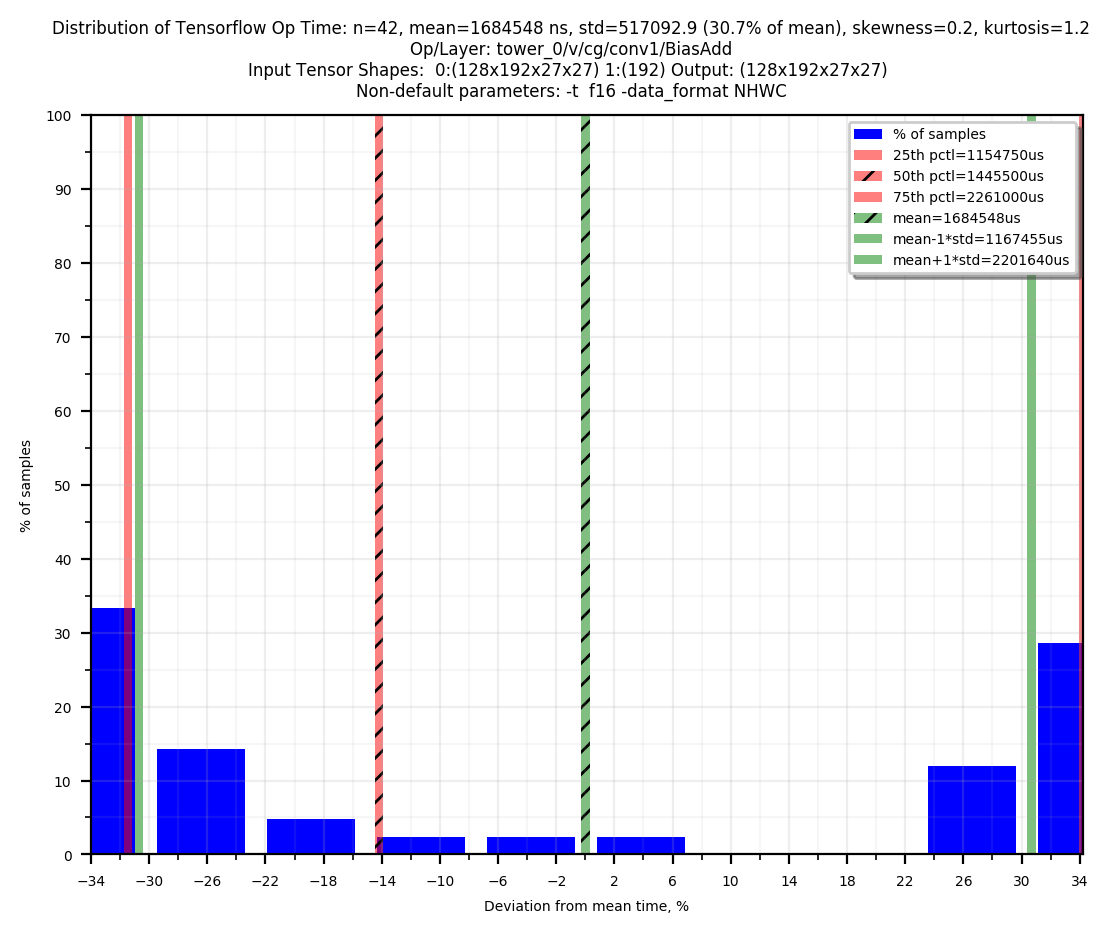 Distribution of Tensorflow Op Time: n=42, mean=1684548 ns, std=517092.9 (30.7% of mean), skewness=0.2, kurtosis=1.2
Op/Layer: tower_0/v/cg/conv1/BiasAdd
Input Tensor Shapes:  0:(128x192x27x27) 1:(192) Output: (128x192x27x27)
Non-default parameters: -t  f16 -data_format NHWC
% of samples
25th pctl=1154750us
50th pctl=1445500us
75th pctl=2261000us
mean=1684548us
mean-1*std=1167455us
mean+1*std=2201640us
100
90
80
70
60
50
40
30
20
10
0
% of samples
−34 −30 −26 −22 −18 −14 −10 −6 −2 2 6 10 14 18 22 26 30 34
Deviation from mean time, %